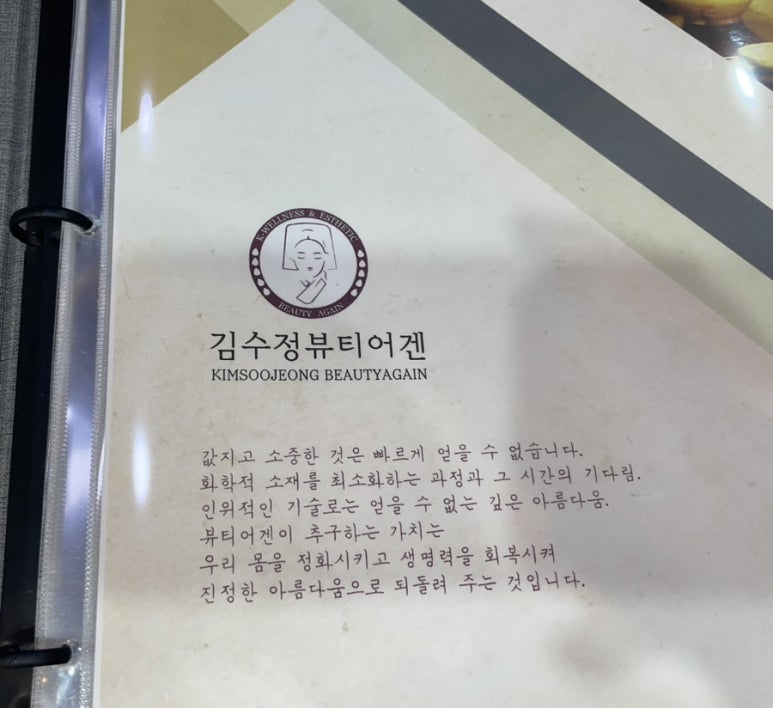 K-WELLNESS & ESTHETIC
BEAUTY AGAIN
김수정뷰티어겐
KIMSOOJEONG BEAUTYAGAIN
값지고 소중한 것은 빠르게 얻을 수 없습니다.
화학적 소재를 최소화하는 과정과 그 시간의 기다림.
인위적인 기술로는 얻을 수 없는 깊은 아름다움.
뷰티어겐이 추구하는 가치는
우리 몸을 정화시키고 생명력을 회복시켜
진정한 아름다움으로 되돌려 주는 것입니다.